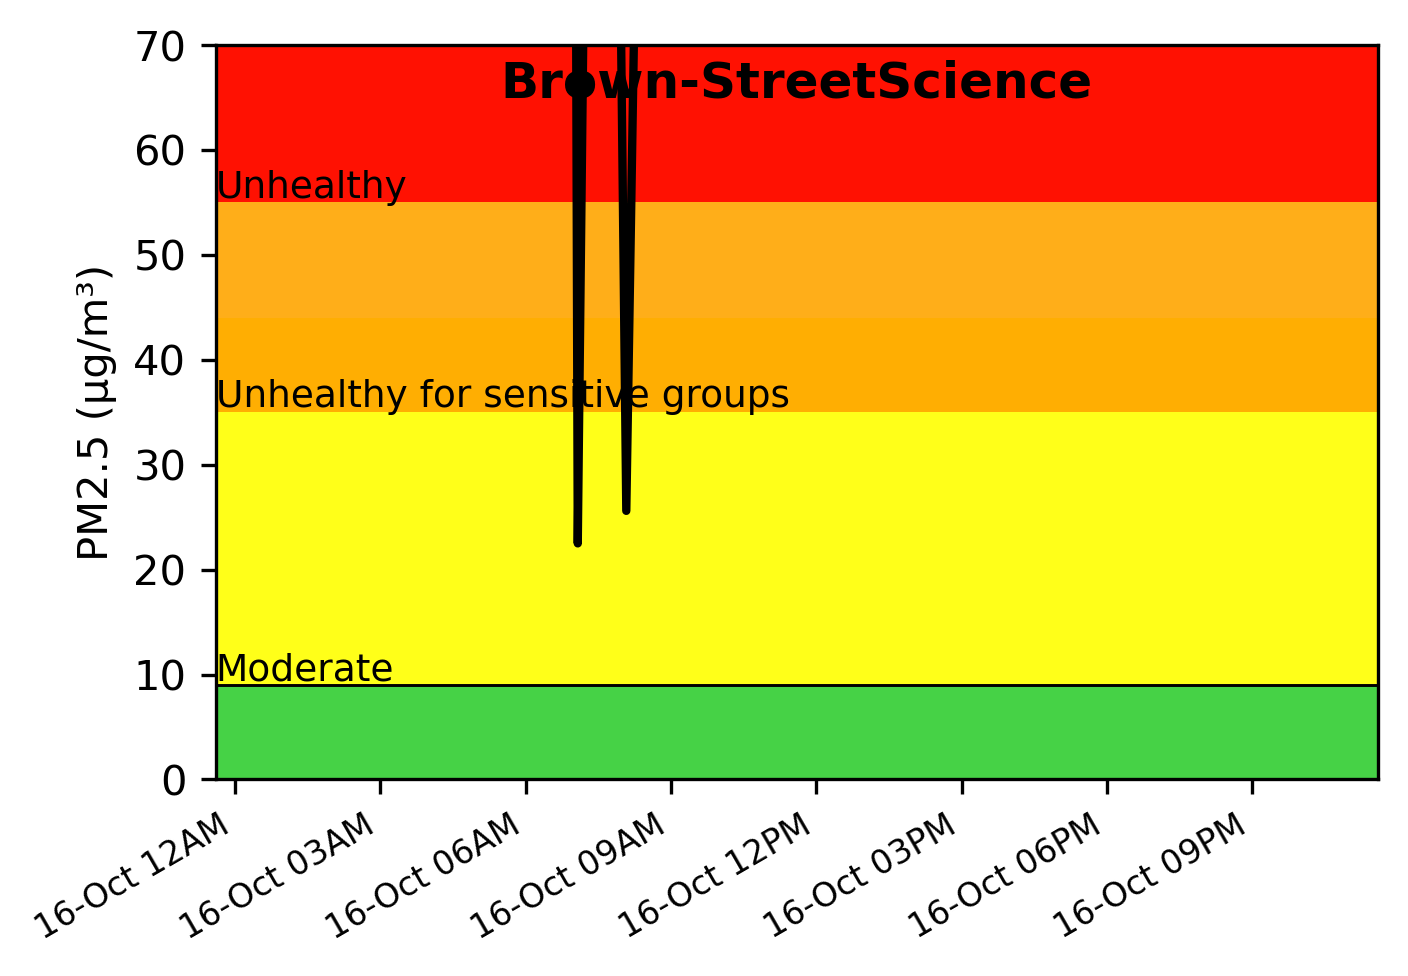 Brown-StreetScience
70
60
Unhealthy
50
40
Unhealthy for sensitive groups
30
20
Moderate
10
0
PM2.5 (µg/m³)
16-Oct 12AM
16-Oct 03AM
16-Oct 06AM
16-Oct 09AM
16-Oct 12PM
16-Oct 03PM
16-Oct 06PM
16-Oct 09PM